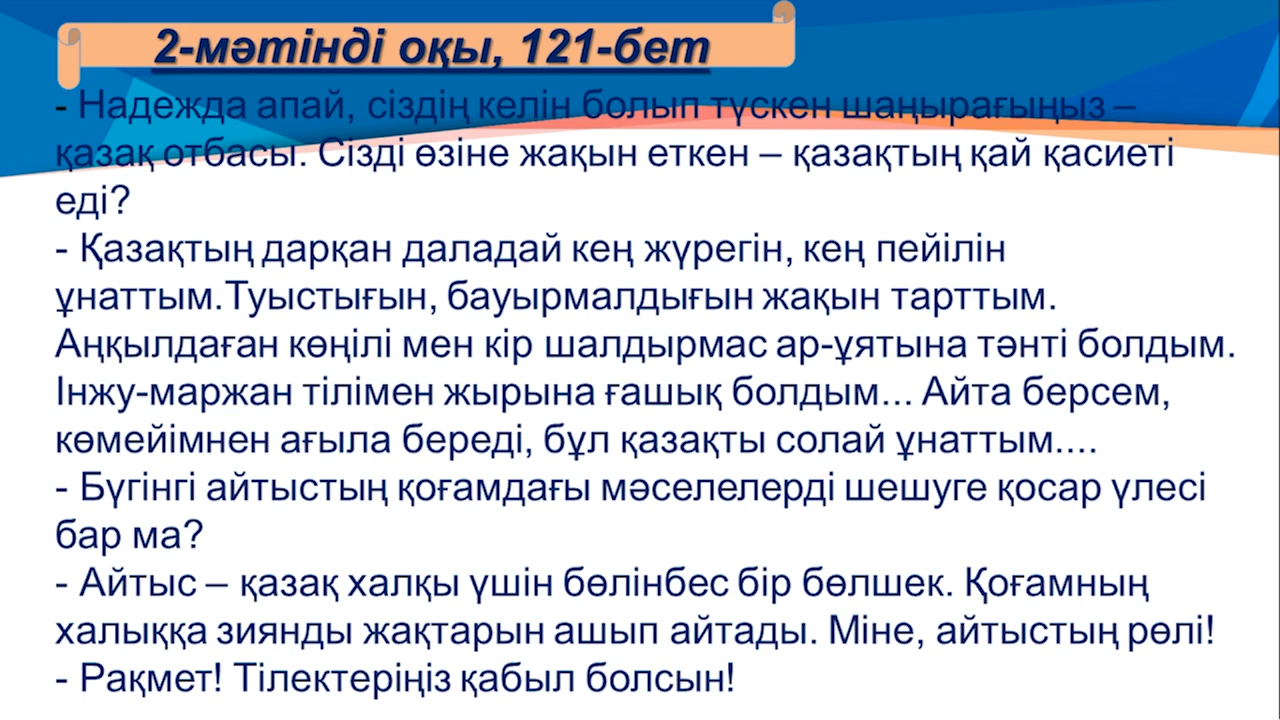 2-мәтінді оқы, 121-бет
- Надежда апай, сіздің келін болып түскен шаңырағыңыз –
қазақ отбасы. Сізді өзіне жақын еткен – қазақтың қай қасиеті
еді?
- Қазақтың дарқан даладай кең жүрегін, кең пейілін
ұнаттым.Туыстығын, бауырмалдығын жақын тарттым.
Аңқылдаған көңілі мен кір шалдырмас ар-ұятына тәнті болдым.
Інжу-маржан тілімен жырына ғашық болдым... Айта берсем,
көмейімнен ағыла береді, бұл қазақты солай ұнаттым....
- Бүгінгі айтыстың қоғамдағы мәселелерді шешуге қосар үлесі
бар ма?
- Айтыс – қазақ халқы үшін бөлінбес бір бөлшек. Қоғамның
халыққа зиянды жақтарын ашып айтады. Міне, айтыстың рөлі!
- Рақмет! Тілектеріңіз қабыл болсын!